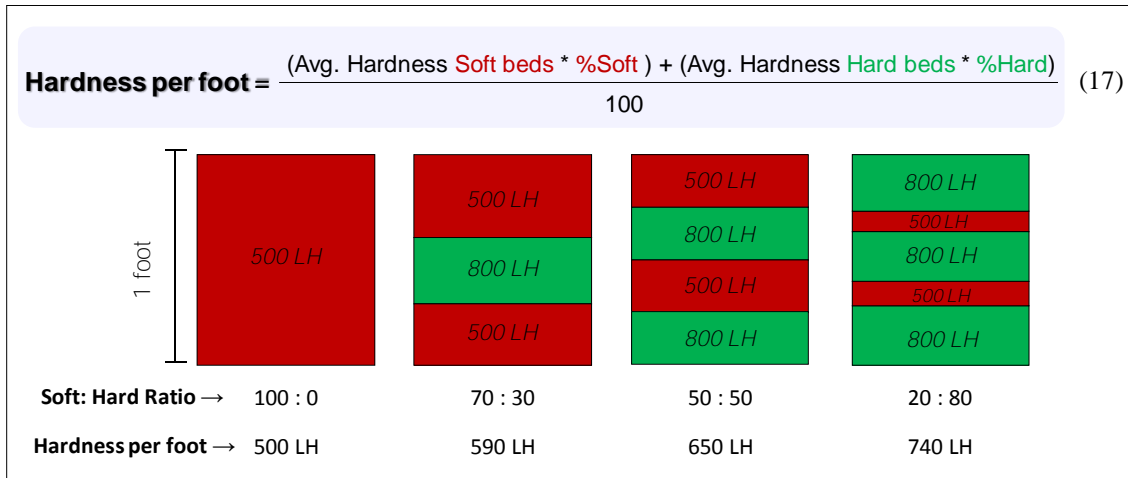 Hardness per foot = (Avg. Hardness Soft beds * %Soft ) + (Avg. Hardness Hard beds * %Hard)
100
(17)
1 foot
500 LH
500 LH
800 LH
500 LH
500 LH
800 LH
500 LH
800 LH
800 LH
500 LH
800 LH
500 LH
800 LH
Soft: Hard Ratio → 100 : 0 70 : 30 50 : 50 20 : 80
Hardness per foot → 500 LH 590 LH 650 LH 740 LH